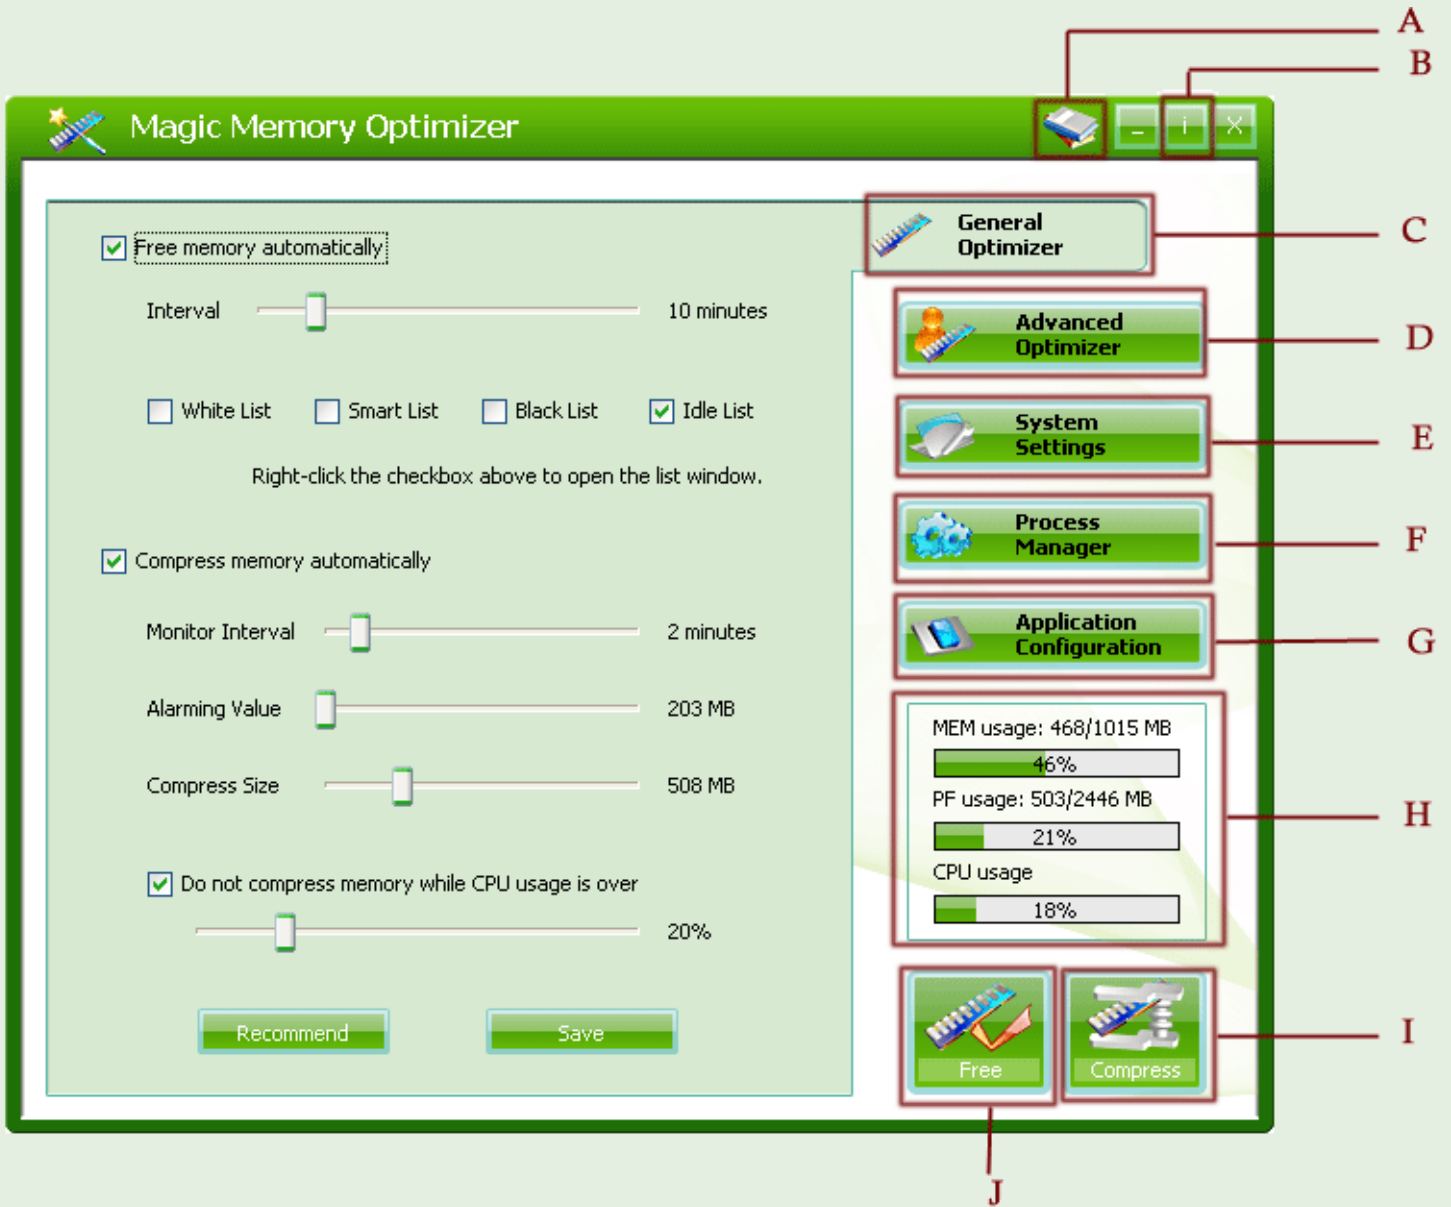 A
B
Magic Memory Optimizer
_ i X
General
Optimizer
C
Free memory automatically
Interval 10 minutes
Advanced
Optimizer
D
White List Smart List Black List Idle List
System
Settings
E
Right-click the checkbox above to open the list window.
Process
Manager
F
Compress memory automatically
Application
Configuration
G
Monitor Interval 2 minutes
Alarming Value 203 MB
Compress Size 508 MB
MEM usage: 468/1015 MB
46%
PF usage: 503/2446 MB
21%
CPU usage
18%
H
Do not compress memory while CPU usage is over
20%
Recommend Save
Free Compress
I
J